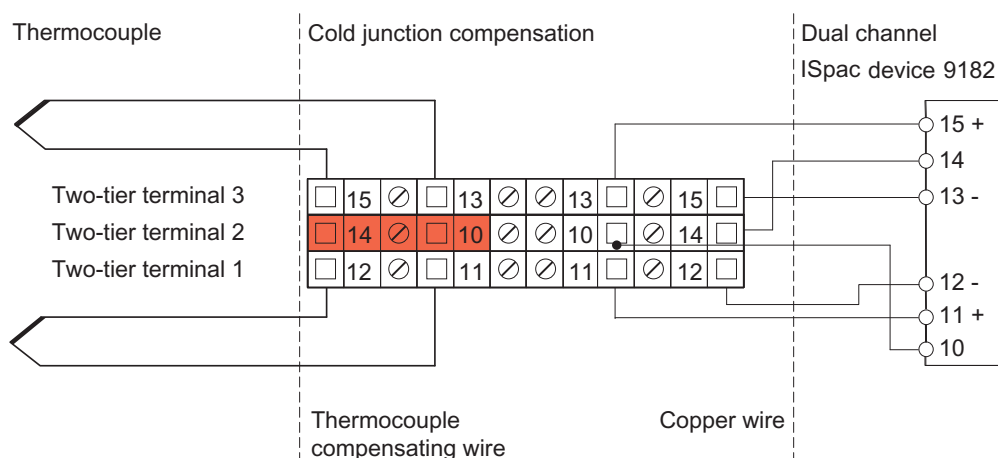 Thermocouple
Cold junction compensation
Dual channel
ISpac device 9182
15 +
14
13 -
Two-tier terminal 3
15 13 13 15
Two-tier terminal 2
14 10 10 14
Two-tier terminal 1
12 11 11 12
12 -
11 +
10
Thermocouple
compensating wire
Copper wire